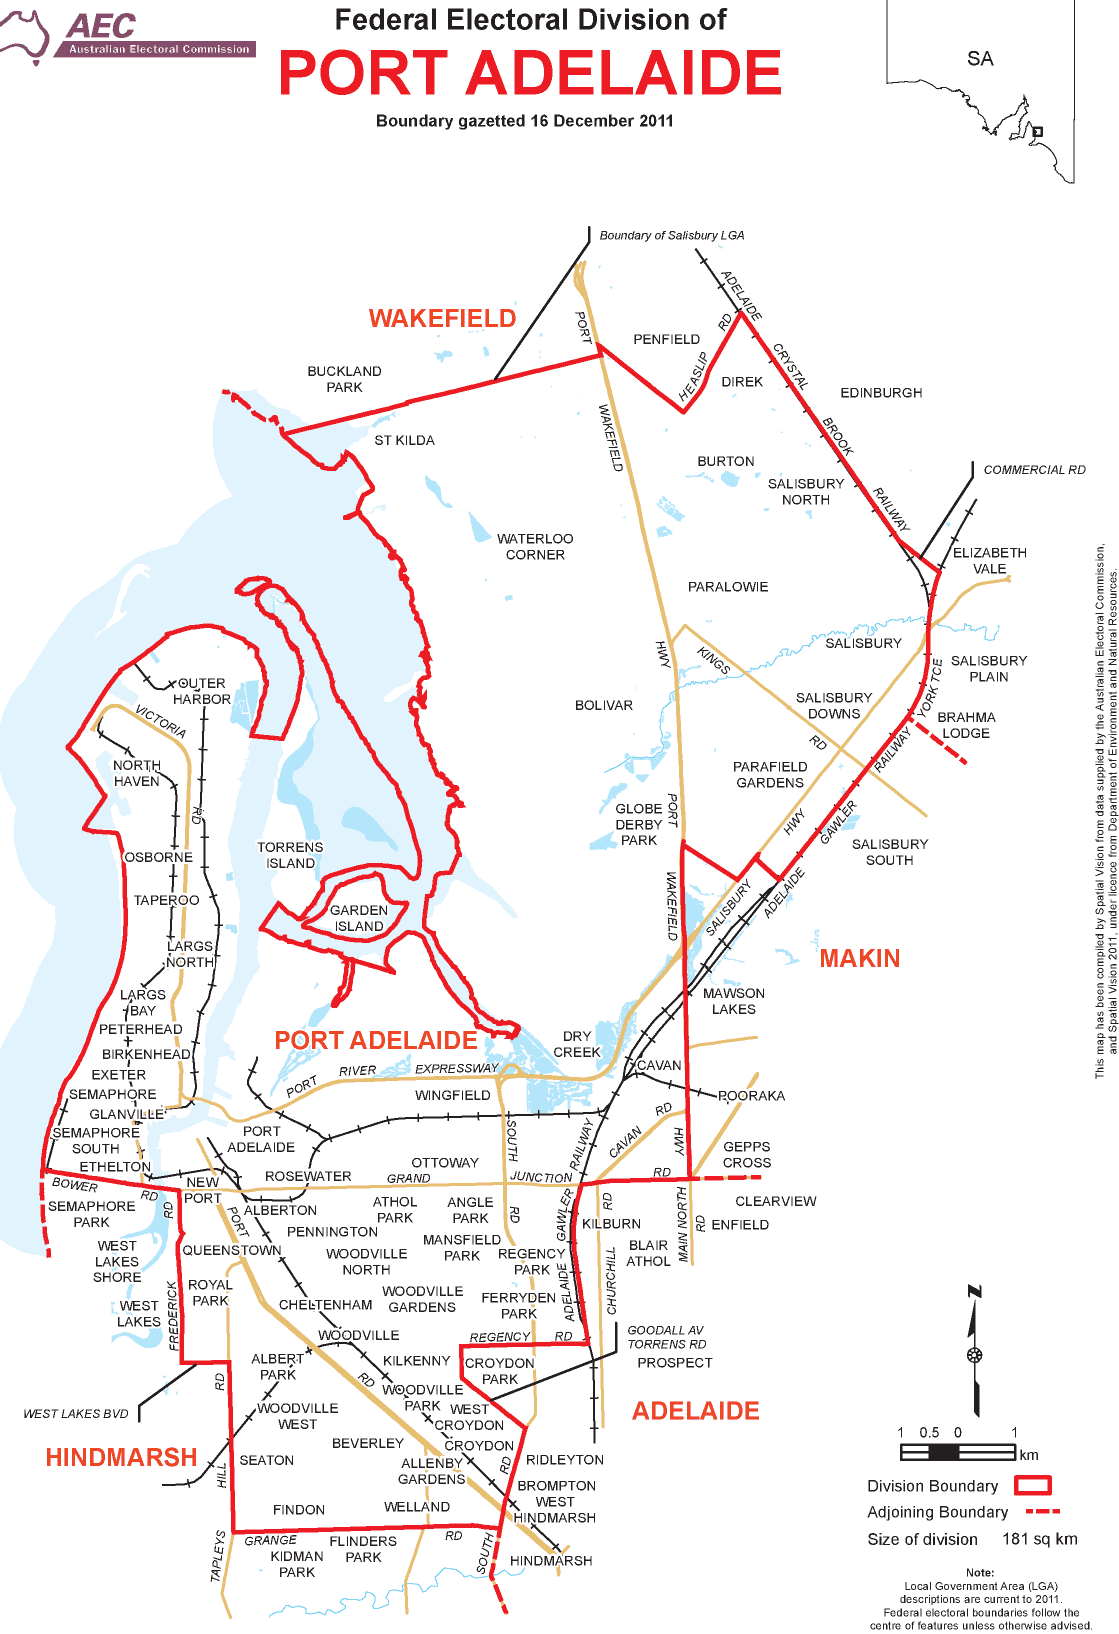 AEC
Australian Electoral Commission
Federal Electoral Division of
PORT ADELAIDE
Boundary gazetted 16 December 2011
SA
Boundary of Salisbury LGA
WAKEFIELD
ADELAIDE
CRYSTAL
BROOK
RAILWAY
PORT
WAKEFIELD
HWY
PENFIELD
HEASLIP
RD
DIREK
EDINBURGH
BUCKLAND
PARK
ST KILDA
BURTON
SALISBURY
NORTH
COMMERCIAL RD
WATERLOO
CORNER
ELIZABETH
VALE
PARALOWIE
SALISBURY
KINGS
RD
SALISBURY
PLAIN
YORK TCE
BOLIVAR
SALISBURY
DOWNS
BRAHMA
LODGE
OUTER
HARBOR
VICTORIA
RD
NORTH
HAVEN
PARAFIELD
GARDENS
RAILWAY
GAWLER
ADELAIDE
PORT
WAKEFIELD
HWY
SALISBURY
GLOBE
DERBY
PARK
SALISBURY
SOUTH
TORRENS
ISLAND
OSBORNE
TAPEROO
GARDEN
ISLAND
LARGS
NORTH
MAKIN
LARGS
BAY
MAWSON
LAKES
PETERHEAD
PORT ADELAIDE
DRY
CREEK
BIRKENHEAD
EXETER
CAVAN
PORT
RIVER
EXPRESSWAY
SEMAPHORE
WINGFIELD
POORAKA
GLANVILLE
CAVAN
RD
HWY
SEMAPHORE
SOUTH
PORT
ADELAIDE
SOUTH
RD
RAILWAY
GAWLER
ADELAIDE
GEPPS
CROSS
ETHELTON
OTTOWAY
ROSEWATER
GRAND
JUNCTION
RD
BOWER
RD
NEW
PORT
RD
FREDERICK
CLEARVIEW
SEMAPHORE
PARK
ALBERTON
PORT
RD
ATHOL
PARK
ANGLE
PARK
RD
CHURCHILL
KILBURN
MAIN NORTH
RD
ENFIELD
PENNINGTON
MANSFIELD
PARK
WEST
LAKES
SHORE
QUEENSTOWN
WOODVILLE
NORTH
REGENCY
PARK
BLAIR
ATHOL
ROYAL
PARK
WOODVILLE
GARDENS
FERRYDEN
PARK
WEST
LAKES
CHELTENHAM
GOODALL AV
TORRENS RD
WOODVILLE
REGENCY
RD
ALBERT
PARK
KILKENNY
CROYDON
PARK
PROSPECT
WEST LAKES BVD
WOODVILLE
PARK
WOODVILLE
WEST
WEST
CROYDON
ADELAIDE
HINDMARSH
SEATON
BEVERLEY
CROYDON
ALLENBY
GARDENS
RIDLEYTON
RD
HILL
TAPLEYS
BROMPTON
WEST
HINDMARSH
FINDON
WELLAND
GRANGE
RD
FLINDERS
PARK
KIDMAN
PARK
RD
SOUTH
HINDMARSH
N
1 0.5 0 1
km
Division Boundary
Adjoining Boundary
Size of division 181 sq km
Note:
Local Government Area (LGA)
descriptions are current to 2011.
Federal electoral boundaries follow the
centre of features unless otherwise advised.
This map has been compiled by Spatial Vision from data supplied by the Australian Electoral Commission,
and Spatial Vision 2011, under licence from Department of Environment and Natural Resources.